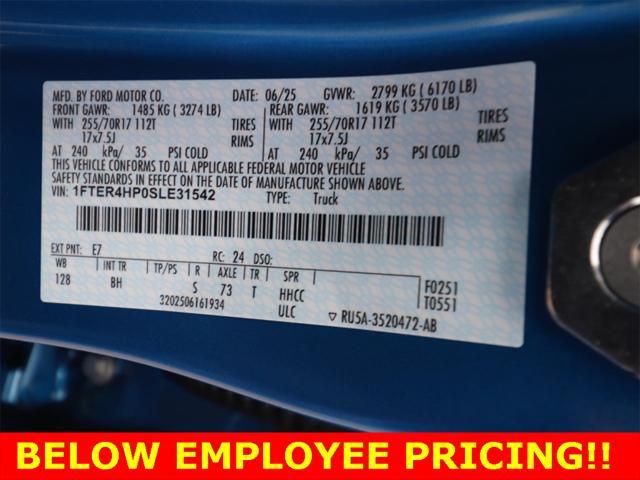 MFD. BY FORD MOTOR CO. DATE: 06/25 GVWR: 2799 KG ( 6170 LB)
FRONT GAWR: 1485 KG ( 3274 LB) REAR GAWR: 1619 KG ( 3570 LB)
WITH 255/70R17 112T TIRES WITH 255/70R17 112T TIRES
17x7.5J RIMS 17x7.5J RIMS
AT 240 kPa/ 35 PSI COLD AT 240 kPa/ 35 PSI COLD
THIS VEHICLE CONFORMS TO ALL APPLICABLE FEDERAL MOTOR VEHICLE
SAFETY STANDARDS IN EFFECT ON THE DATE OF MANUFACTURE SHOWN ABOVE.
VIN: 1FTER4HP0SLE31542 TYPE: Truck
EXT PNT: E7 RC: 24 DSO:
WB INT TR TP/PS R AXLE TR SPR F0251
128 BH S 73 T HHCC T0551
3202506161934 ULC ▽ RU5A-3520472-AB
BELOW EMPLOYEE PRICING!!